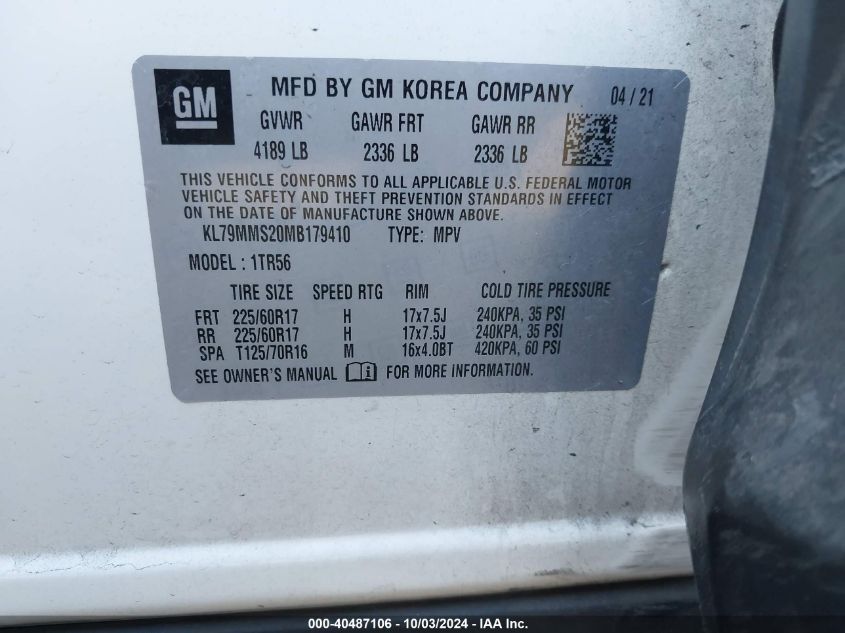 GM
MFD BY GM KOREA COMPANY 04 / 21
GVWR GAWR FRT GAWR RR
4189 LB 2336 LB 2336 LB
THIS VEHICLE CONFORMS TO ALL APPLICABLE U.S. FEDERAL MOTOR
VEHICLE SAFETY AND THEFT PREVENTION STANDARDS IN EFFECT
ON THE DATE OF MANUFACTURE SHOWN ABOVE.
KL79MMS20MB179410 TYPE: MPV
MODEL : 1TR56
TIRE SIZE SPEED RTG RIM COLD TIRE PRESSURE
FRT 225/60R17 H 17x7.5J 240KPA, 35 PSI
RR 225/60R17 H 17x7.5J 240KPA, 35 PSI
SPA T125/70R16 M 16x4.0BT 420KPA, 60 PSI
SEE OWNER'S MANUAL i FOR MORE INFORMATION.
000-40487106 - 10/03/2024 - IAA Inc.